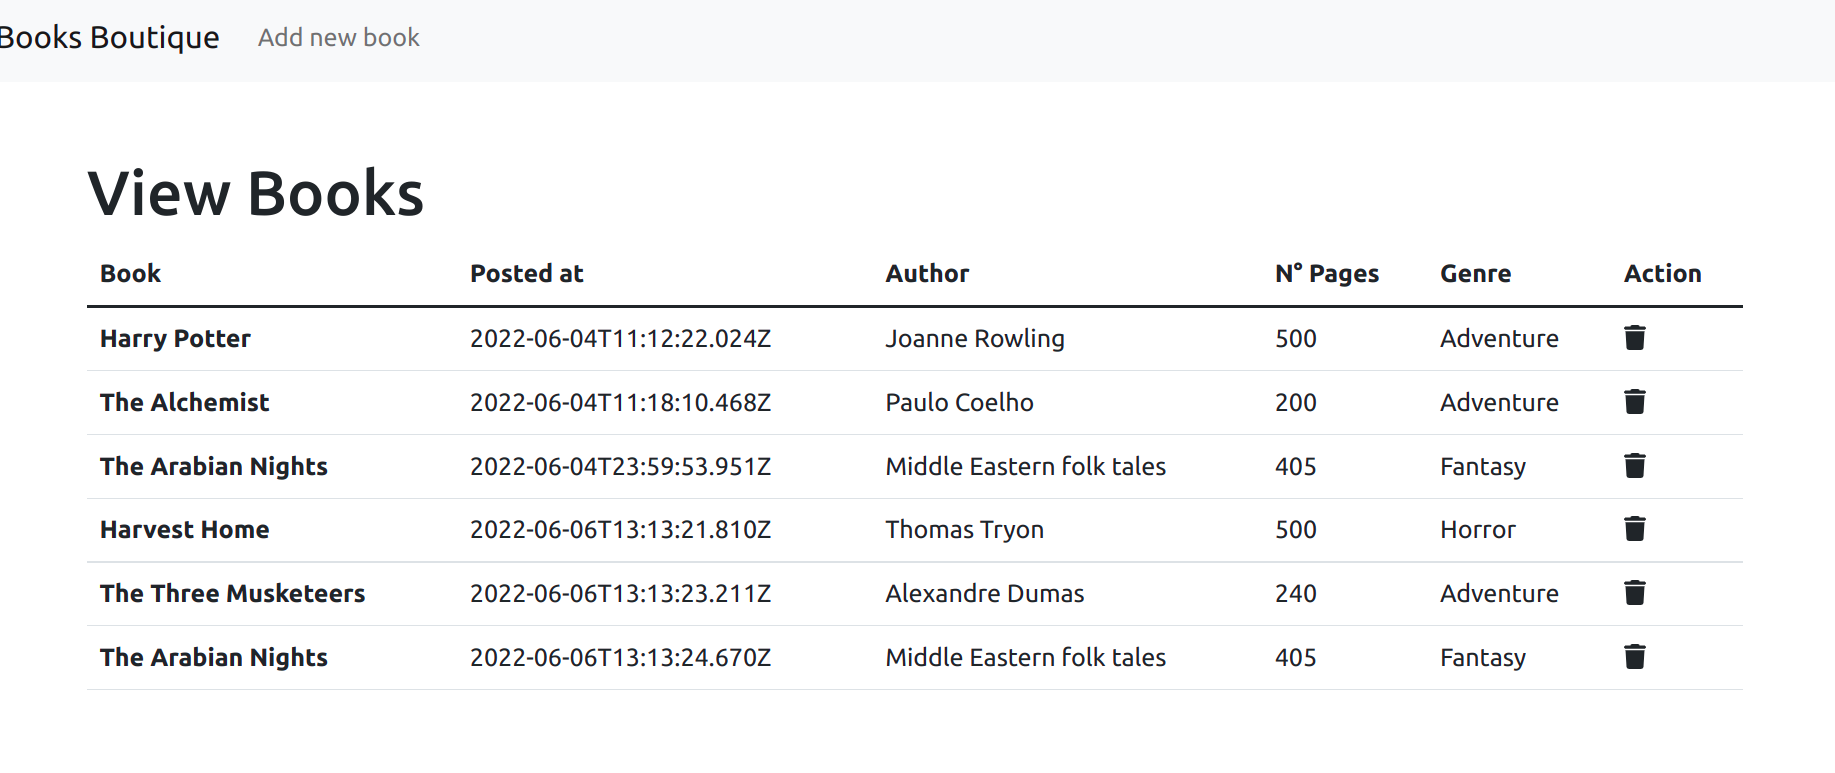 Books Boutique Add new book
View Books
Book Posted at Author N° Pages Genre Action
Harry Potter 2022-06-04T11:12:22.024Z Joanne Rowling 500 Adventure
The Alchemist 2022-06-04T11:18:10.468Z Paulo Coelho 200 Adventure
The Arabian Nights 2022-06-04T23:59:53.951Z Middle Eastern folk tales 405 Fantasy
Harvest Home 2022-06-06T13:13:21.810Z Thomas Tryon 500 Horror
The Three Musketeers 2022-06-06T13:13:23.211Z Alexandre Dumas 240 Adventure
The Arabian Nights 2022-06-06T13:13:24.670Z Middle Eastern folk tales 405 Fantasy